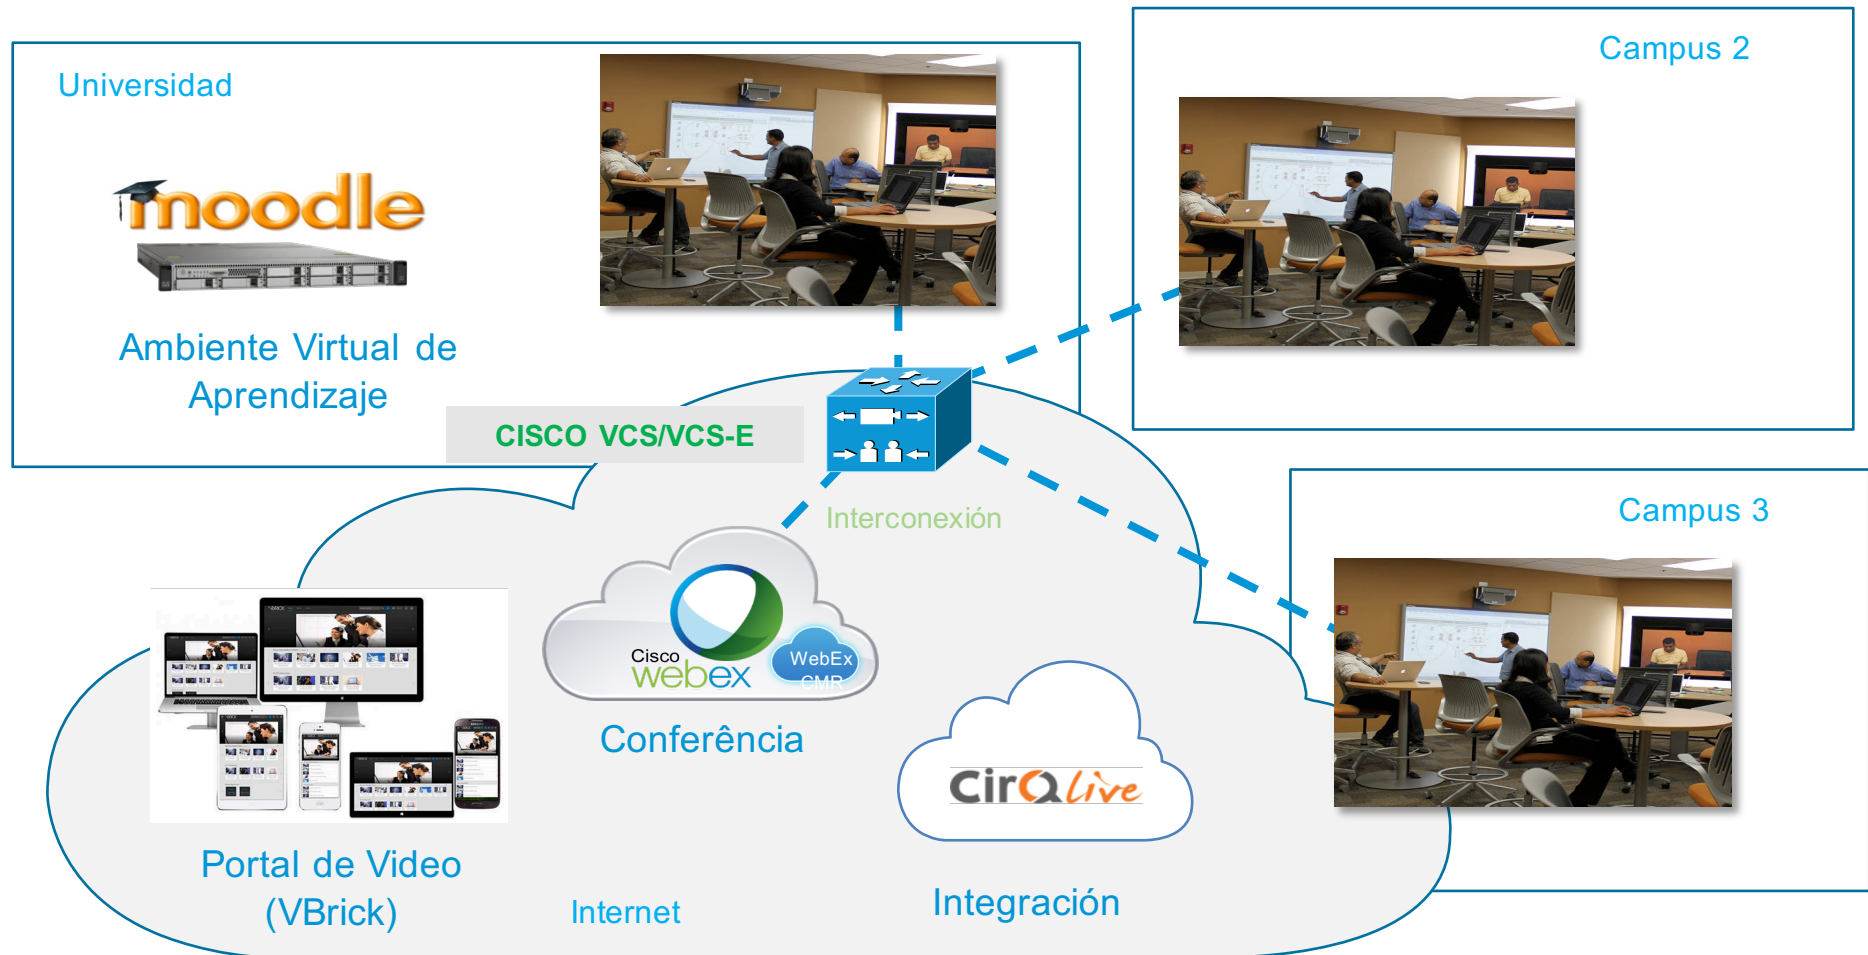 Universidad
Campus 2
moodle
Ambiente Virtual de
Aprendizaje
CISCO VCS/VCS-E
Interconexión
Campus 3
Cisco
webex
WebEx
CMR
Conferência
CirQlive
Portal de Video
(VBrick)
Internet
Integración